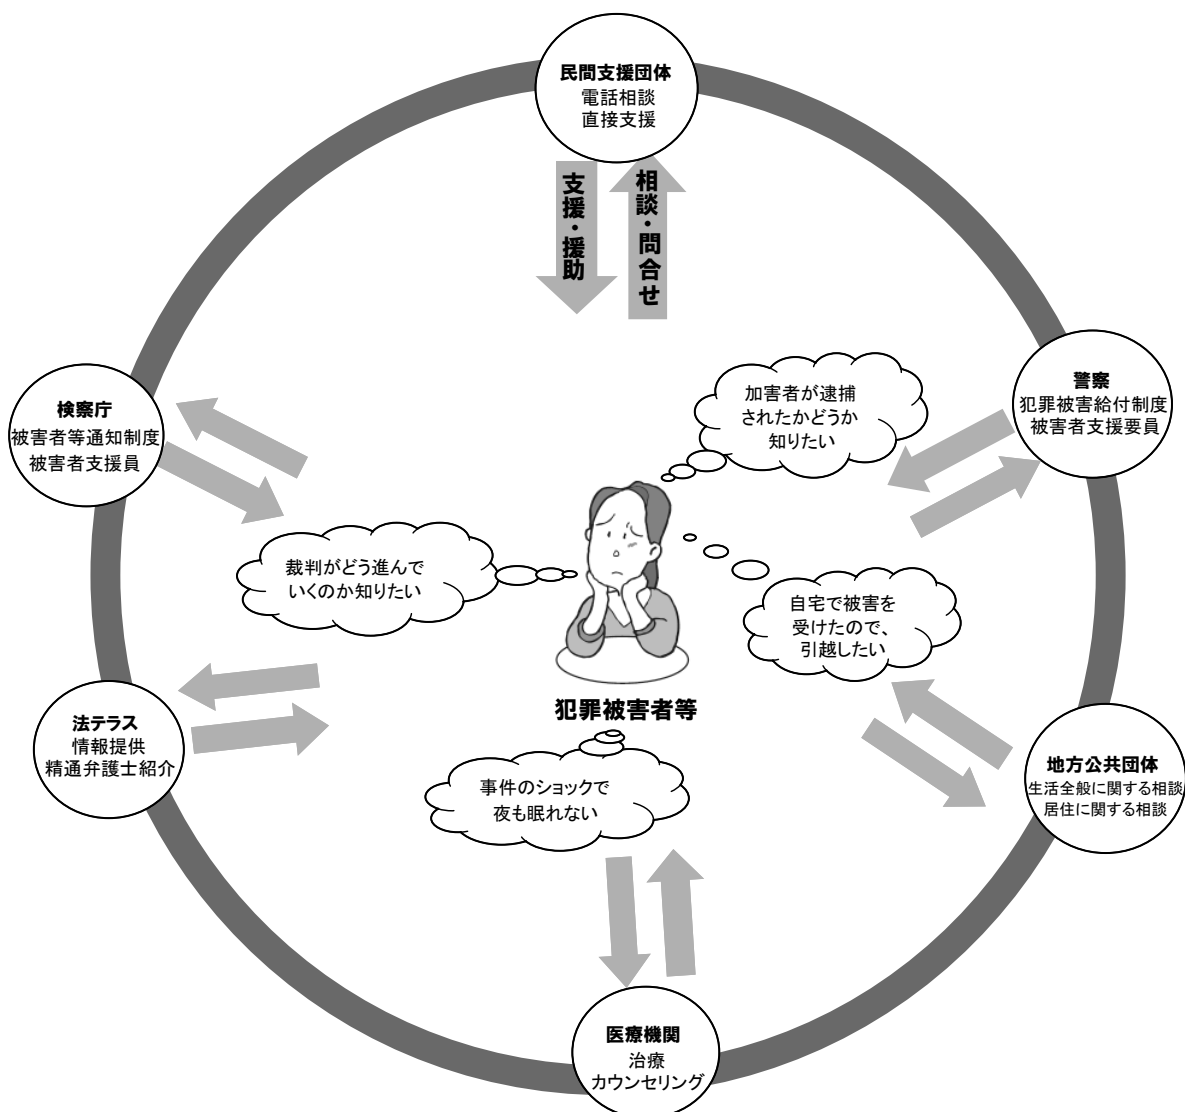 民間支援団体
電話相談
直接支援
支援・援助
相談・問合せ
加害者が逮捕
されたかどうか
知りたい
警察
犯罪被害給付制度
被害者支援要員
検察庁
被害者等通知制度
被害者支援員
裁判がどう進んで
いくのか知りたい
自宅で被害を
受けたので、
引越したい
犯罪被害者等
法テラス
情報提供
精通弁護士紹介
事件のショックで
夜も眠れない
地方公共団体
生活全般に関する相談
居住に関する相談
医療機関
治療
カウンセリング